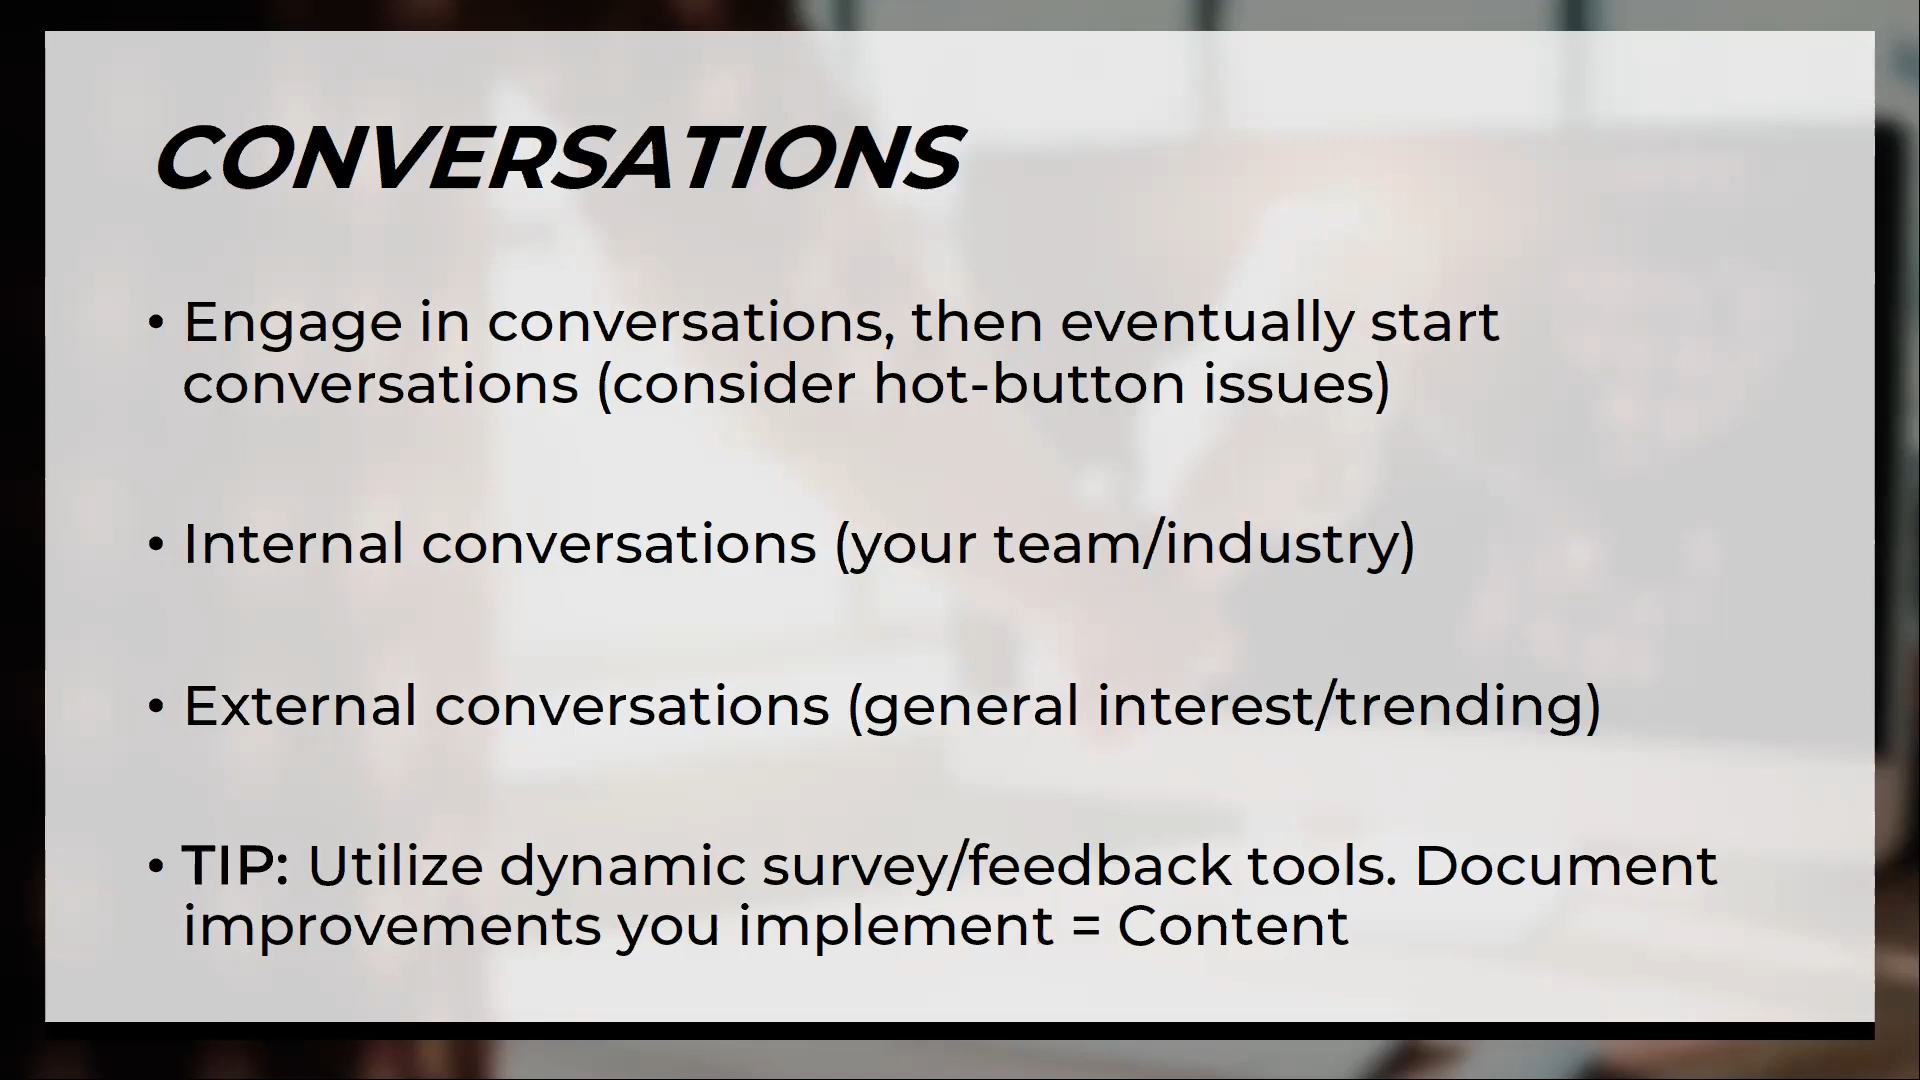 CONVERSATIONS
• Engage in conversations, then eventually start
conversations (consider hot-button issues)
• Internal conversations (your team/industry)
• External conversations (general interest/trending)
• TIP: Utilize dynamic survey/feedback tools. Document
improvements you implement = Content